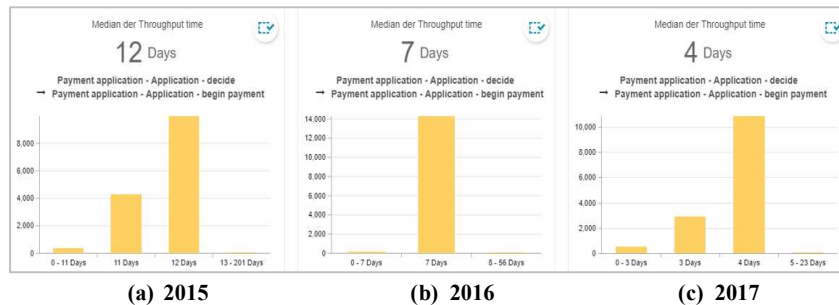 Median der Throughput time
12 Days
Payment application - Application - decide
→ Payment application - Application - begin payment
8,000
6,000
4,000
2,000
0
0 - 11 Days
11 Days
12 Days
13 - 201 Days
(a) 2015
Median der Throughput time
7 Days
Payment application - Application - decide
→ Payment application - Application - begin payment
14,000
12,000
10,000
8,000
6,000
4,000
2,000
0
0 - 7 Days
7 Days
8 - 56 Days
(b) 2016
Median der Throughput time
4 Days
Payment application - Application - decide
→ Payment application - Application - begin payment
10,000
8,000
6,000
4,000
2,000
0
0 - 3 Days
3 Days
4 Days
5 - 23 Days
(c) 2017